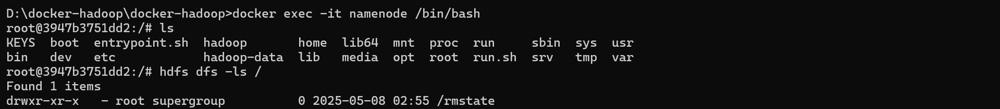 D:\docker-hadoop\docker-hadoop>docker exec -it namenode /bin/bash
root@3947b3751dd2:/# ls
KEYS  boot  entrypoint.sh  hadoop       home  lib64  mnt  proc  run     sbin  sys  usr
bin   dev   etc            hadoop-data  lib   media  opt  root  run.sh  srv   tmp  var
root@3947b3751dd2:/# hdfs dfs -ls /
Found 1 items
drwxr-xr-x   - root supergroup          0 2025-05-08 02:55 /rmstate